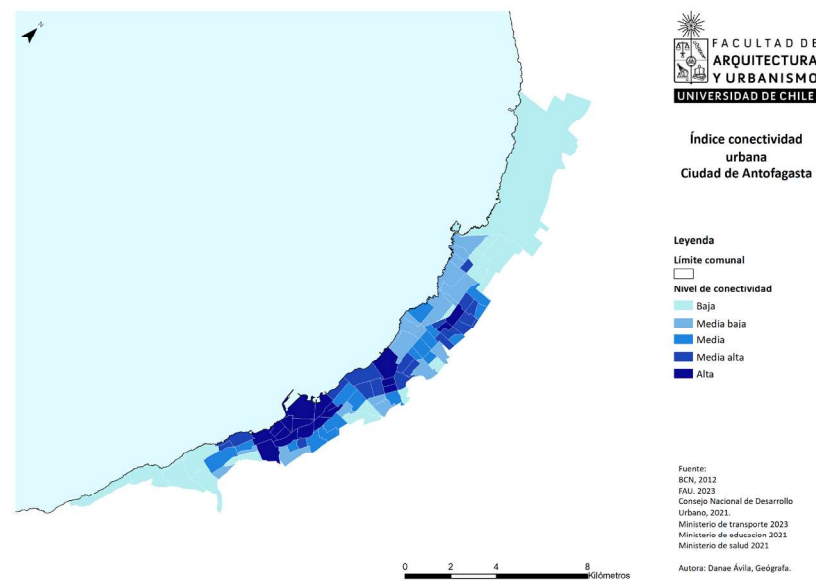 N
FACULTAD DE
ARQUITECTURA
Y URBANISMO
UNIVERSIDAD DE CHILE
Índice conectividad
urbana
Ciudad de Antofagasta
Leyenda
Límite comunal
Nivel de conectividad
Baja
Media baja
Media
Media alta
Alta
Fuente:
BCN, 2012
FAU. 2023
Consejo Nacional de Desarrollo
Urbano, 2021.
Ministerio de transporte 2023
Ministerio de educacion 2021
Ministerio de salud 2021
Autora: Danae Ávila, Geógrafa.
0 2 4 8
Kilómetros